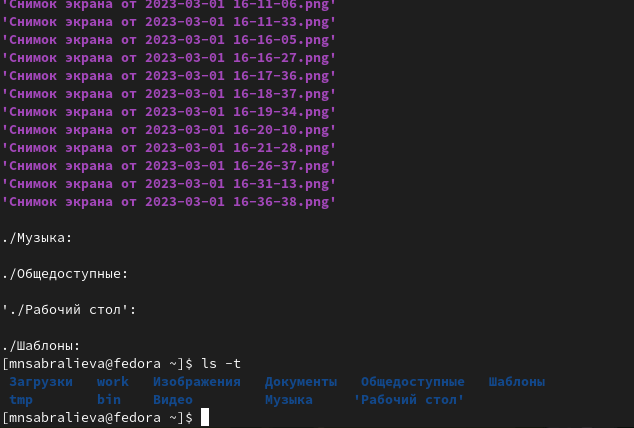 'Снимок экрана от 2023-03-01 16-11-06.png'
'Снимок экрана от 2023-03-01 16-11-33.png'
'Снимок экрана от 2023-03-01 16-16-05.png'
'Снимок экрана от 2023-03-01 16-16-27.png'
'Снимок экрана от 2023-03-01 16-17-36.png'
'Снимок экрана от 2023-03-01 16-18-37.png'
'Снимок экрана от 2023-03-01 16-19-34.png'
'Снимок экрана от 2023-03-01 16-20-10.png'
'Снимок экрана от 2023-03-01 16-21-28.png'
'Снимок экрана от 2023-03-01 16-26-37.png'
'Снимок экрана от 2023-03-01 16-31-13.png'
'Снимок экрана от 2023-03-01 16-36-38.png'
./Музыка:
./Общедоступные:
'./Рабочий стол':
./Шаблоны:
[mnsabralieva@fedora ~]$ ls -t
Загрузки work Изображения Документы Общедоступные Шаблоны
tmp bin Видео Музыка 'Рабочий стол'
[mnsabralieva@fedora ~]$